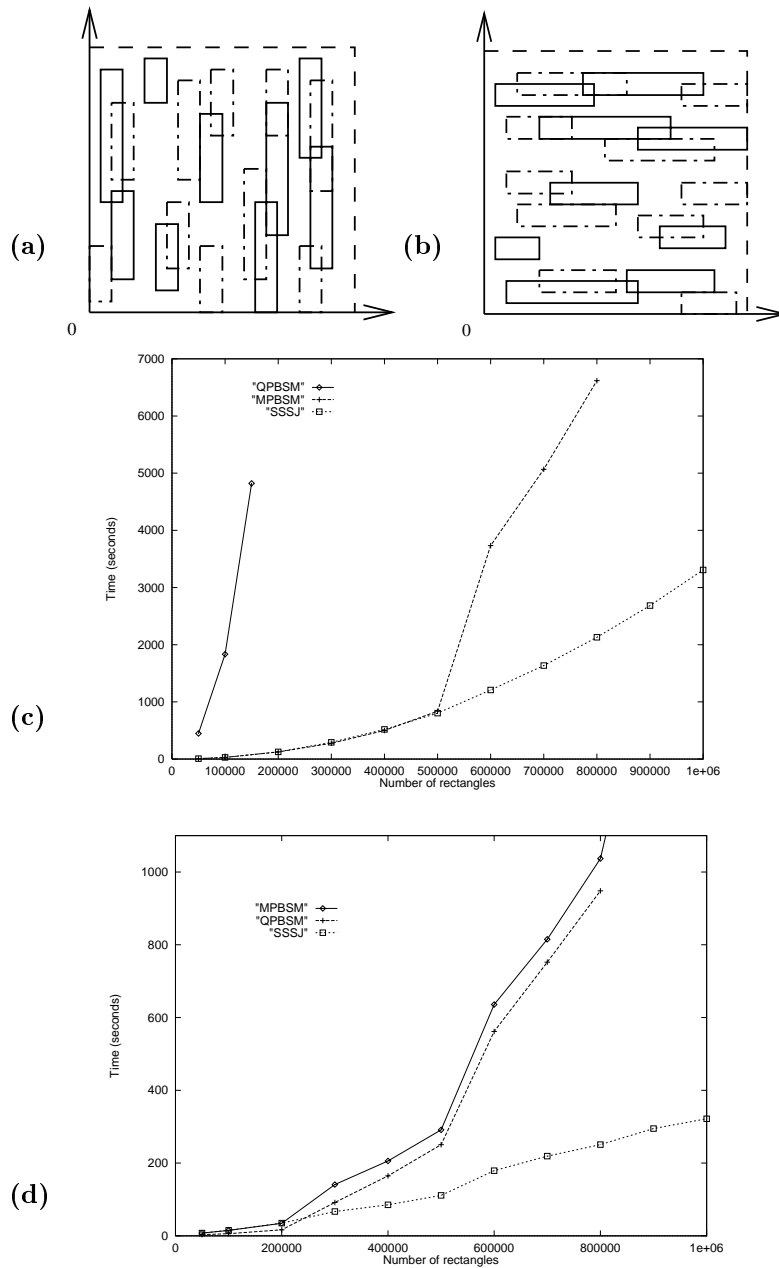 (a)
0
(b)
0
(c)
7000
6000
5000
4000
3000
2000
1000
0
Time (seconds)
"QPBSM"
"MPBSM"
"SSSJ"
0 100000 200000 300000 400000 500000 600000 700000 800000 900000 1e+06
Number of rectangles
(d)
1000
800
600
400
200
0
Time (seconds)
"MPBSM"
"QPBSM"
"SSSJ"
0 200000 400000 600000 800000 1e+06
Number of rectangles